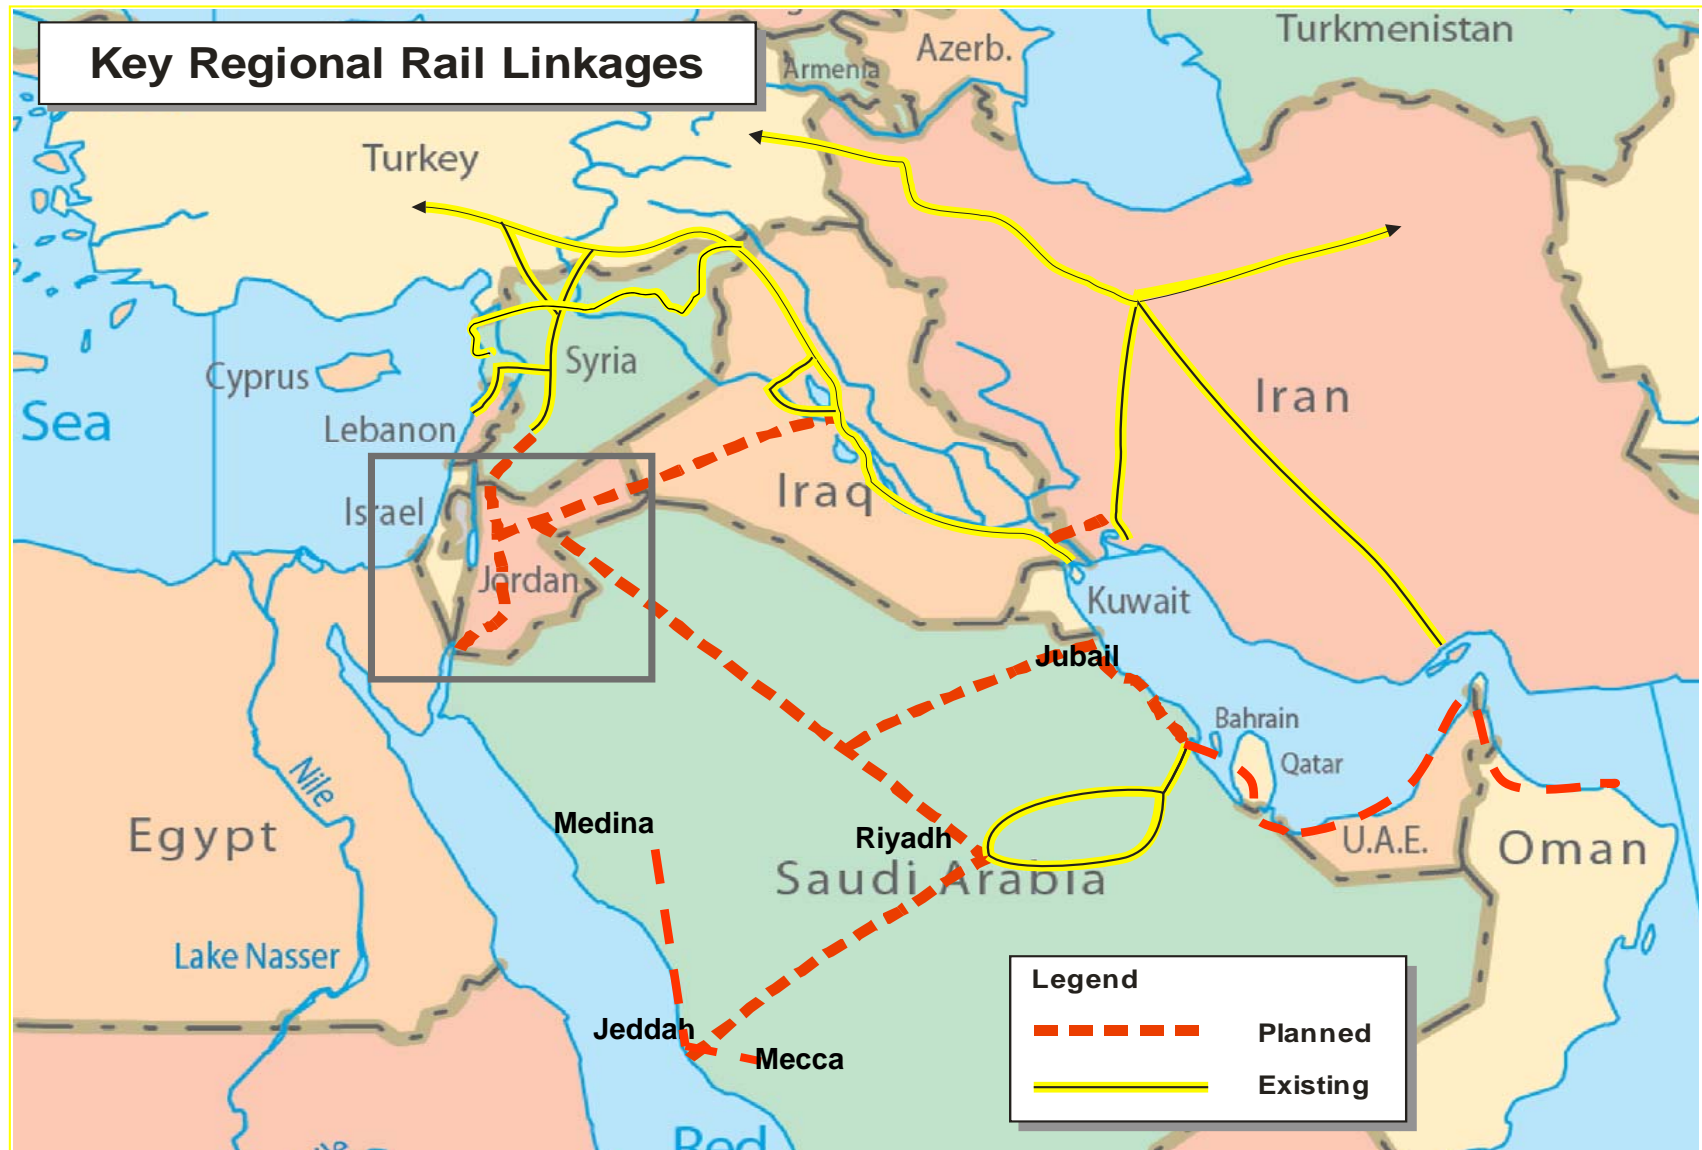 Key Regional Rail Linkages
Turkmenistan
Azerb.
Armenia
Turkey
Cyprus
Syria
Iran
Sea
Lebanon
Iraq
Israel
Jordan
Kuwait
Jubail
Bahrain
Qatar
Nile
Medina
Riyadh
Egypt
U.A.E.
Oman
Saudi Arabia
Lake Nasser
Legend
Planned
Existing
Jeddah
Mecca
Red